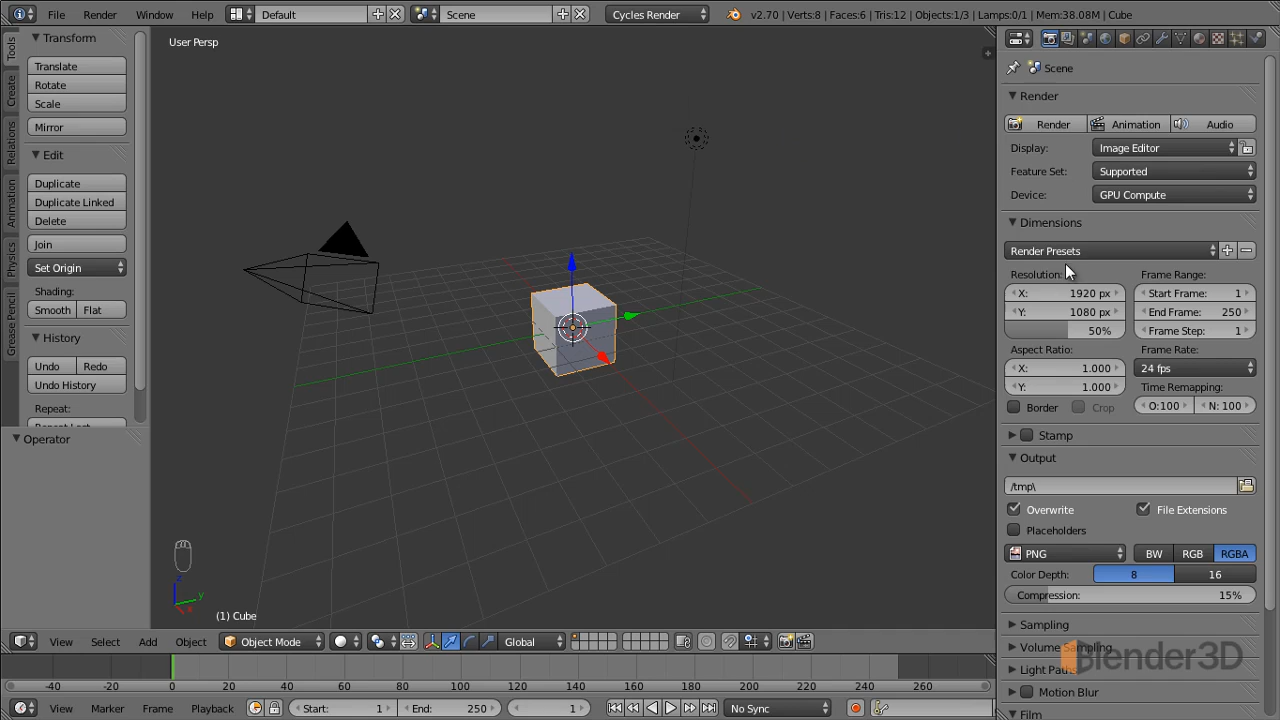 File Render Window Help Default Scene Cycles Render v2.70 | Verts:8 | Faces:6 | Tris:12 | Objects:1/3 | Lamps:0/1 | Mem:38.08M | Cube
Tools
Create
Relations
Animation
Physics
Grease Pencil
Transform
Translate
Rotate
Scale
Mirror
Edit
Duplicate
Duplicate Linked
Delete
Join
Set Origin
Shading:
Smooth Flat
History
Undo Redo
Undo History
Repeat:
Operator
User Persp
z
y
x
(1) Cube
Scene
Render
Render Animation Audio
Display: Image Editor
Feature Set: Supported
Device: GPU Compute
Dimensions
Render Presets
Resolution: Frame Range:
X: 1920 px Start Frame: 1
Y: 1080 px End Frame: 250
50% Frame Step: 1
Aspect Ratio: Frame Rate:
X: 1.000 24 fps
Y: 1.000 Time Remapping:
Border Crop O:100 N: 100
Stamp
Output
/tmp\
Overwrite File Extensions
Placeholders
PNG BW RGB RGBA
Color Depth: 8 16
Compression: 15%
Sampling
Volume Sampling
Light Paths
Blender3D
Motion Blur
Film
View Select Add Object Object Mode Global
-40 -20 0 20 40 60 80 100 120 140 160 180 200 220 240 260
View Marker Frame Playback Start: 1 End: 250 1 No Sync